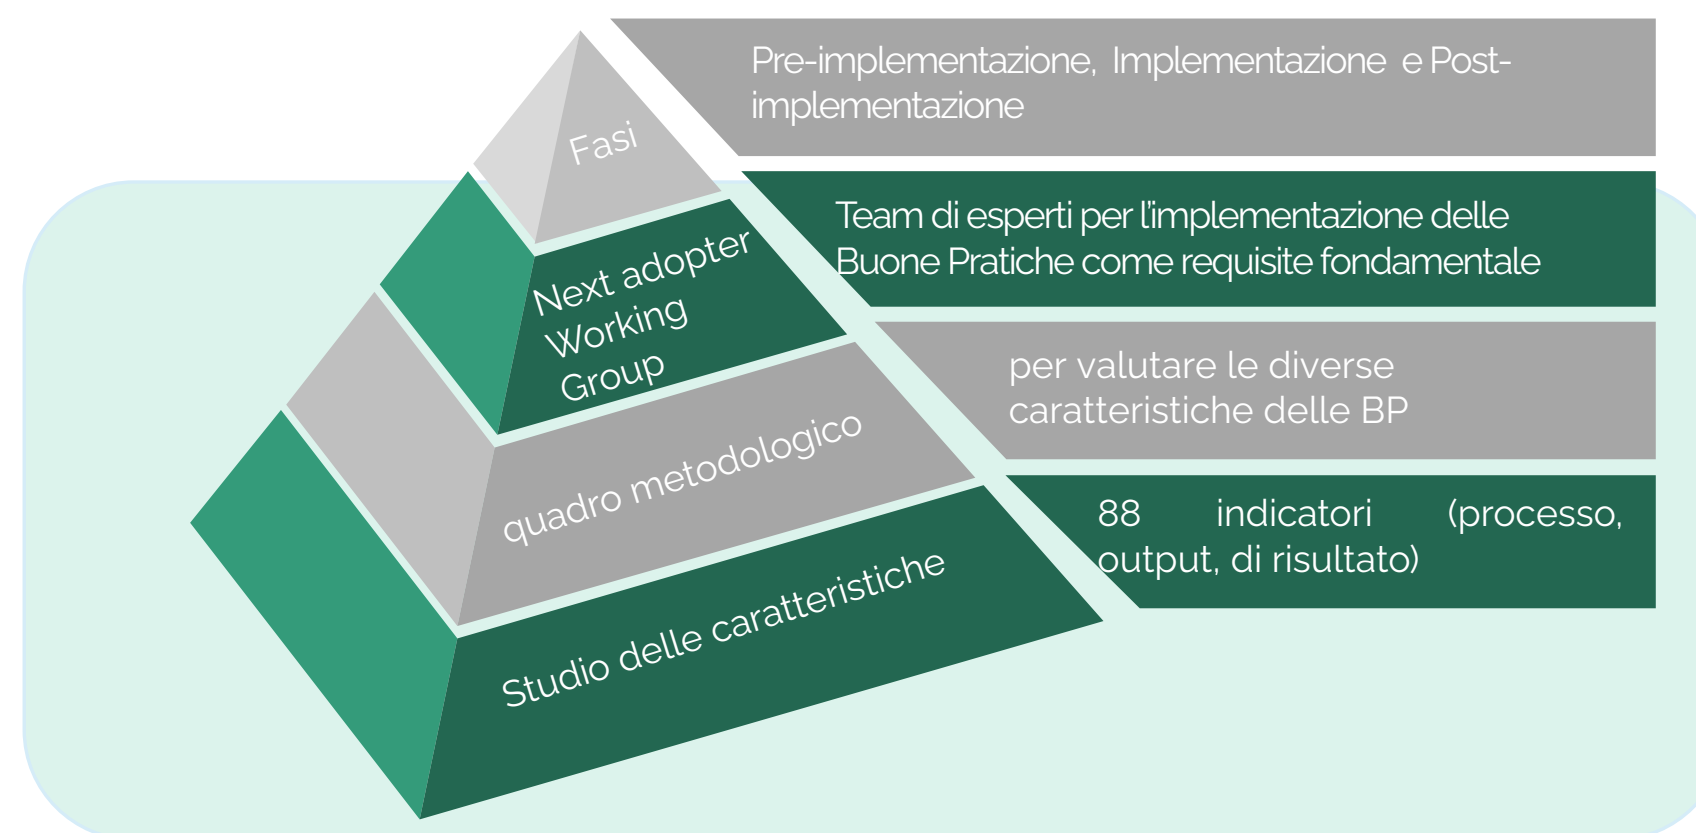 Pre-implementazione, Implementazione e Post-
implementazione
Fasi
Team di esperti per l'implementazione delle
Buone Pratiche come requisite fondamentale
Next adopter
Working
Group
per valutare le diverse
caratteristiche delle BP
quadro metodologico
88 indicatori (processo,
output, di risultato)
Studio delle caratteristiche